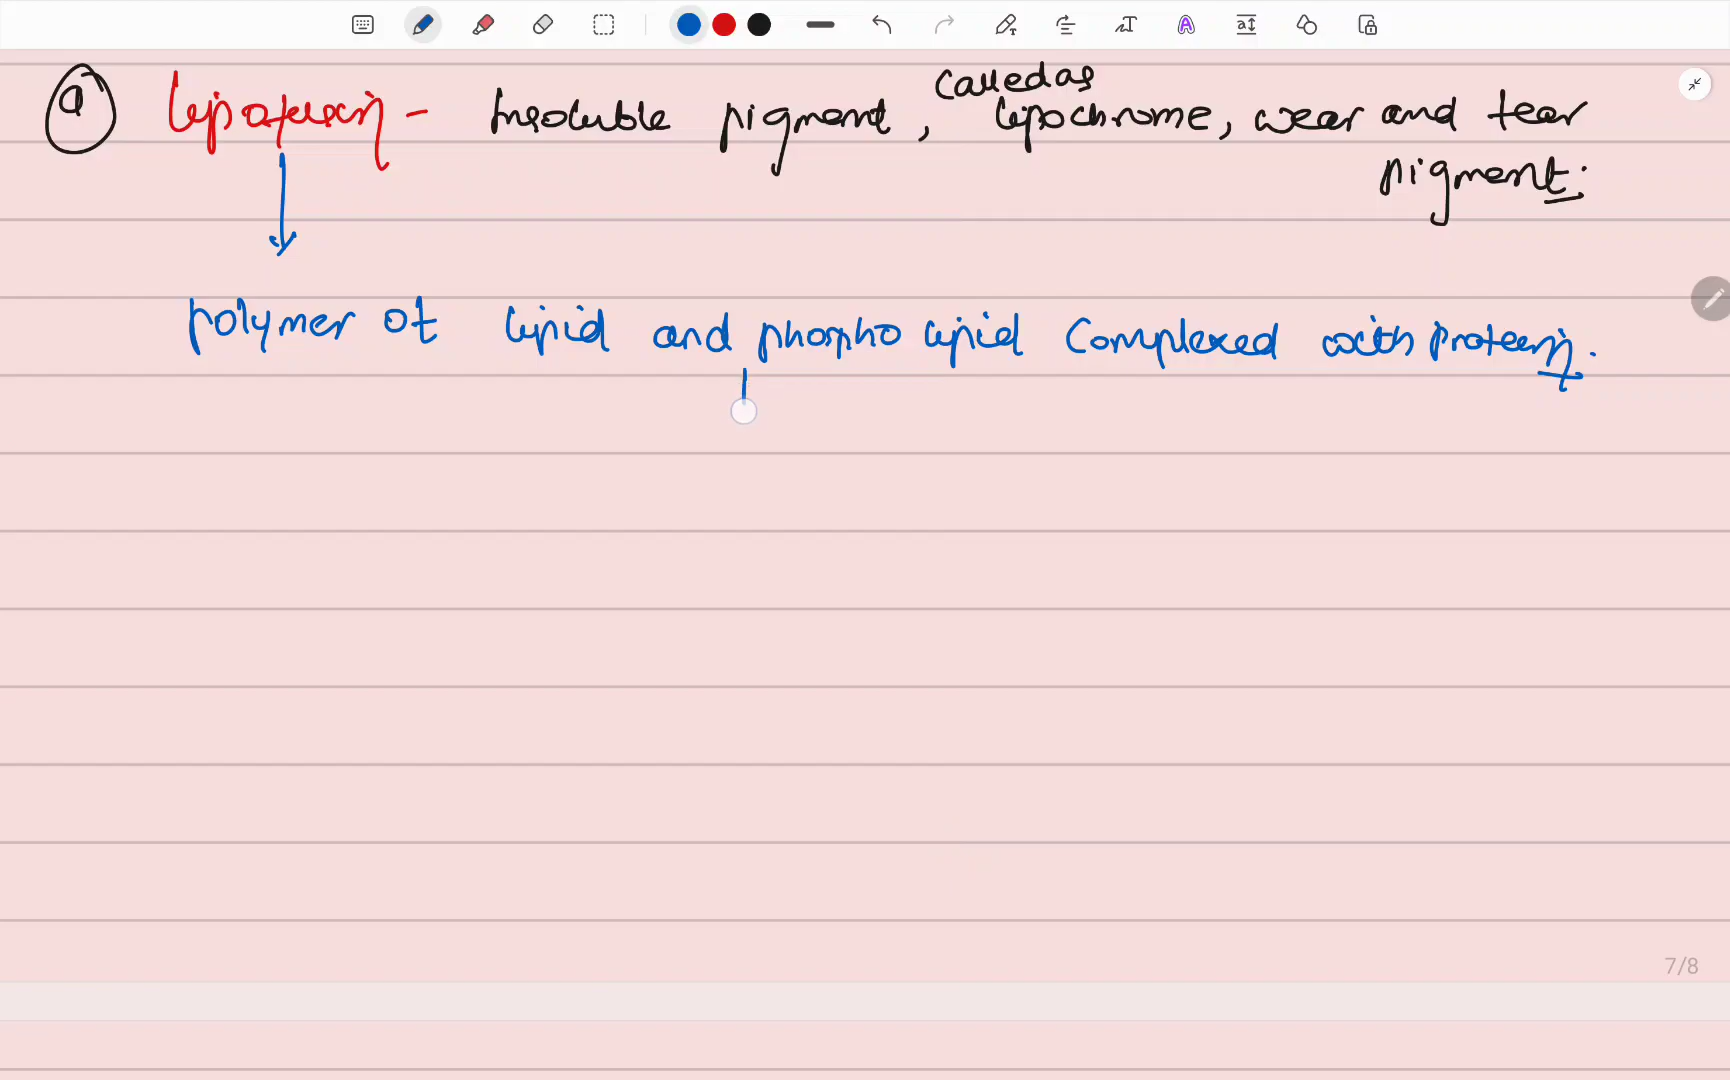 a Lipofuscin - Insoluble pigment, called as lipochrome, wear and tear
pigment.
polymer of lipid and phospho lipid complexed with protein.
7/8